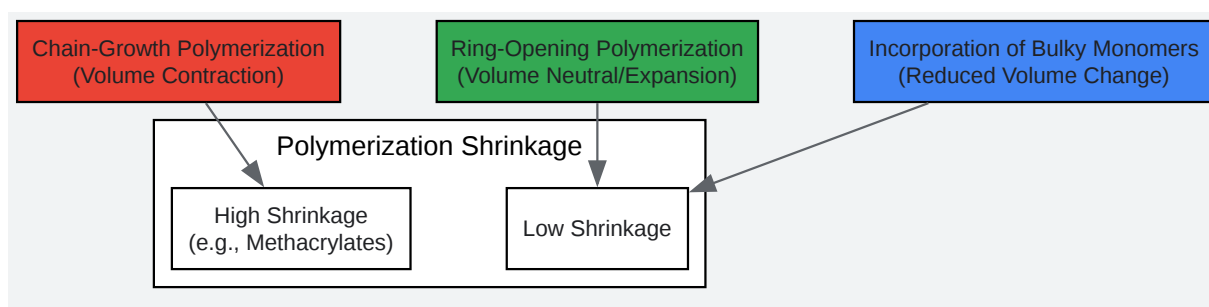 Chain-Growth Polymerization
(Volume Contraction)
Ring-Opening Polymerization
(Volume Neutral/Expansion)
Incorporation of Bulky Monomers
(Reduced Volume Change)
Polymerization Shrinkage
High Shrinkage
(e.g., Methacrylates)
Low Shrinkage